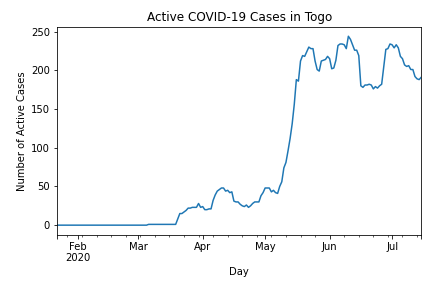 Active COVID-19 Cases in Togo
Number of Active Cases
250
200
150
100
50
0
Feb Mar Apr May Jun Jul
2020
Day